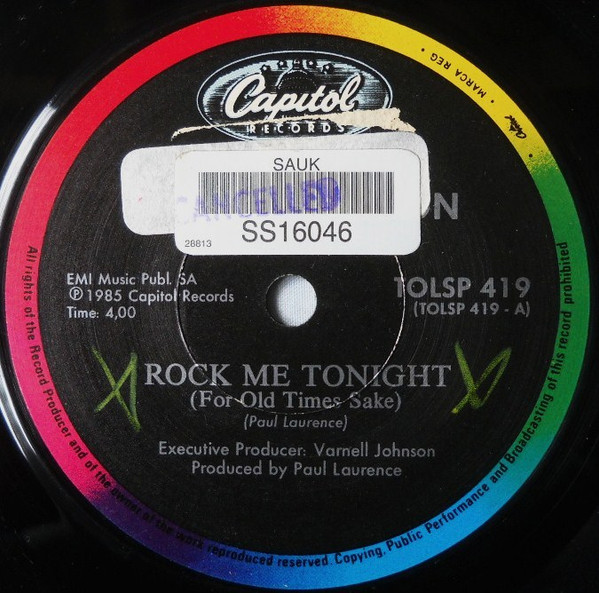 Capitol
RECORDS
MARCA REG.
Capitol
SAUK
CANCELLED
ON
28813
SS16046
EMI Music Publ. SA
℗ 1985 Capitol Records
Time: 4,00
TOLSP 419
(TOLSP 419 - A)
ROCK ME TONIGHT
(For Old Times Sake)
(Paul Laurence)
Executive Producer: Varnell Johnson
Produced by Paul Laurence
All rights of the Record Producer and of the owner of the work reproduced reserved. Copying, Public Performance and Broadcasting of this record prohibited